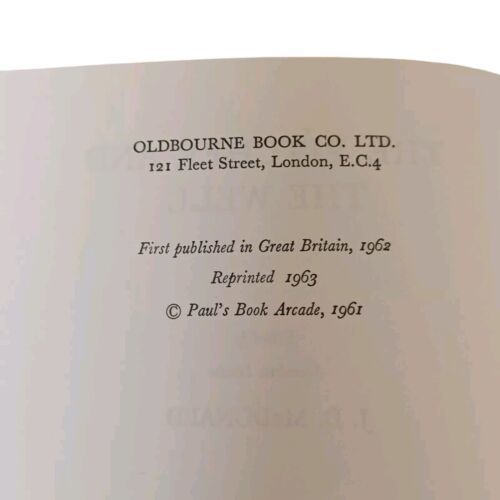 OLDBOURNE BOOK CO. LTD.
121 Fleet Street, London, E.C.4
First published in Great Britain, 1962
Reprinted 1963
© Paul's Book Arcade, 1961